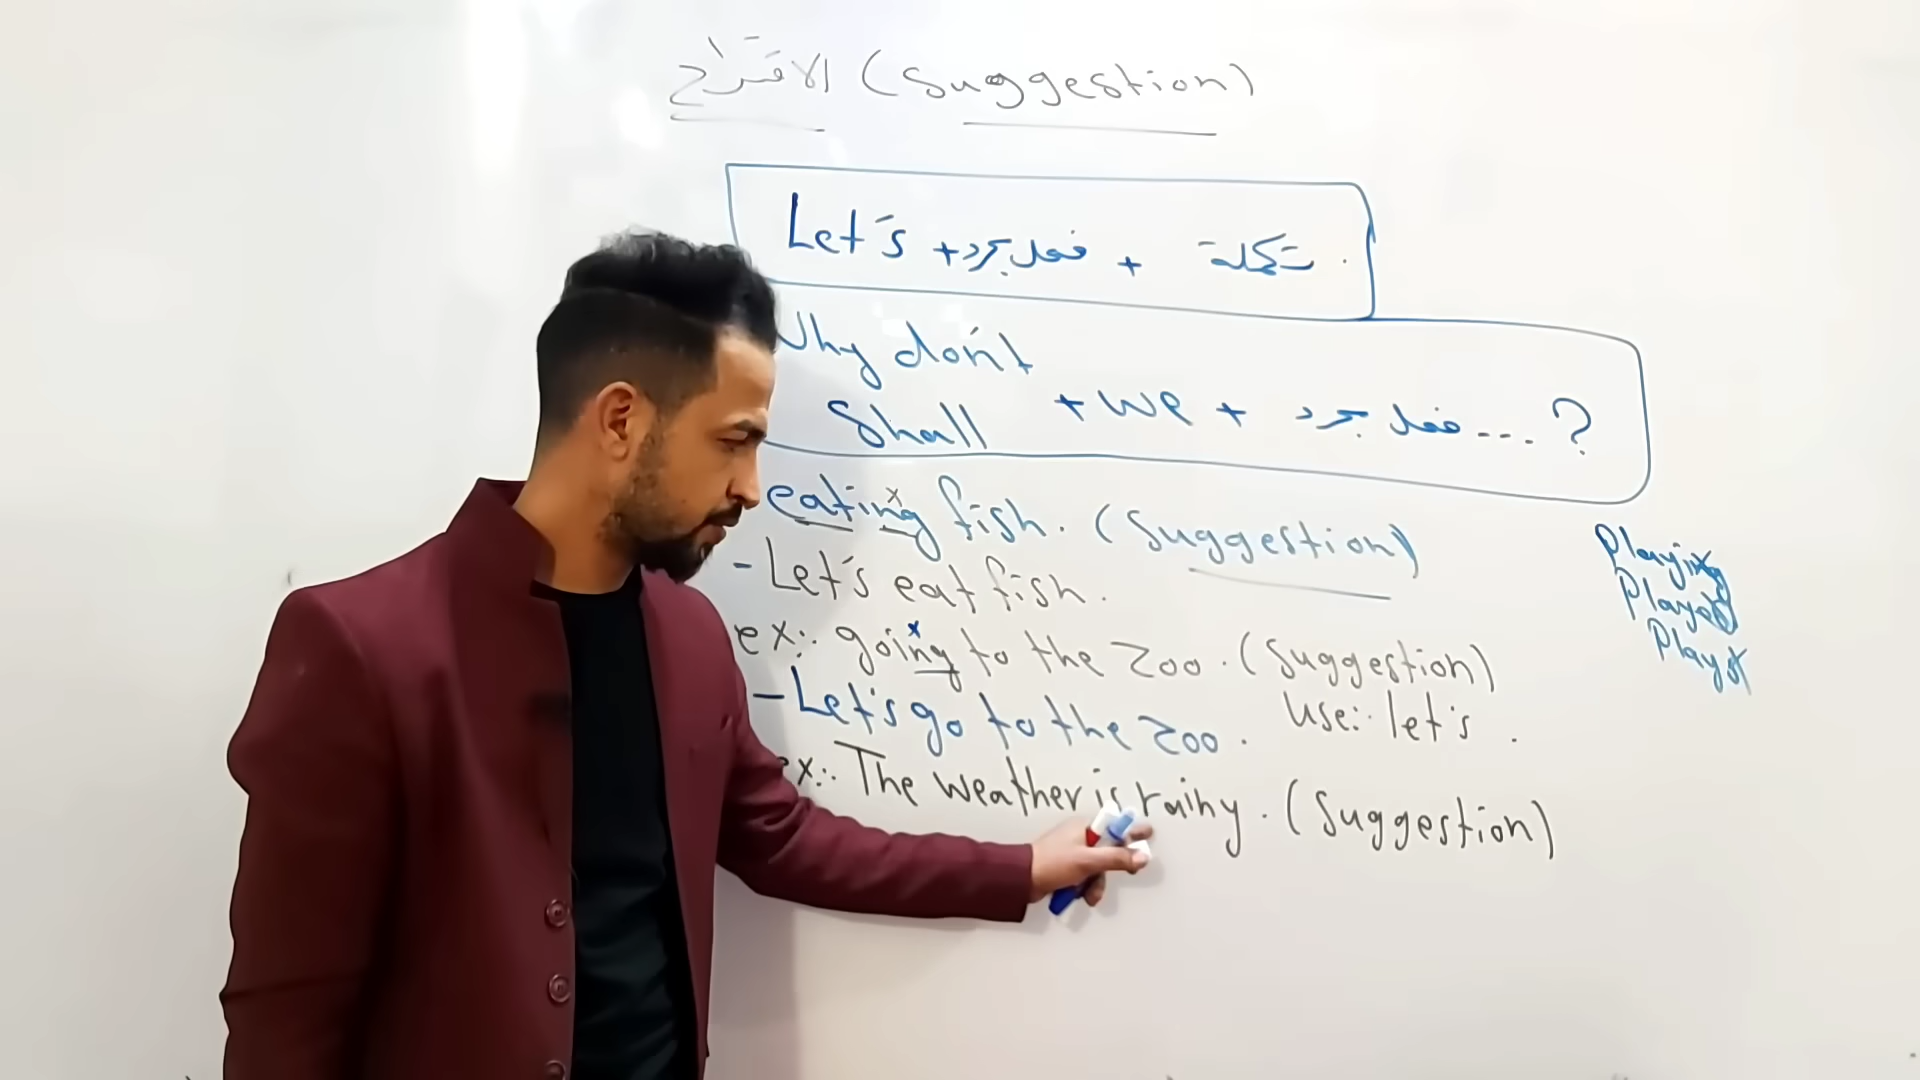 الاقتراح (Suggestion)
Let's + فعل مجرد + تكملة .
Why don't
Shall + we + فعل مجرد ... ?
eating fish. (Suggestion)
- Let's eat fish.
ex:. going to the zoo. (Suggestion)
use:. let's .
- Let's go to the zoo.
ex:. The weather is rainy. (Suggestion)
Playing
Played
Plays